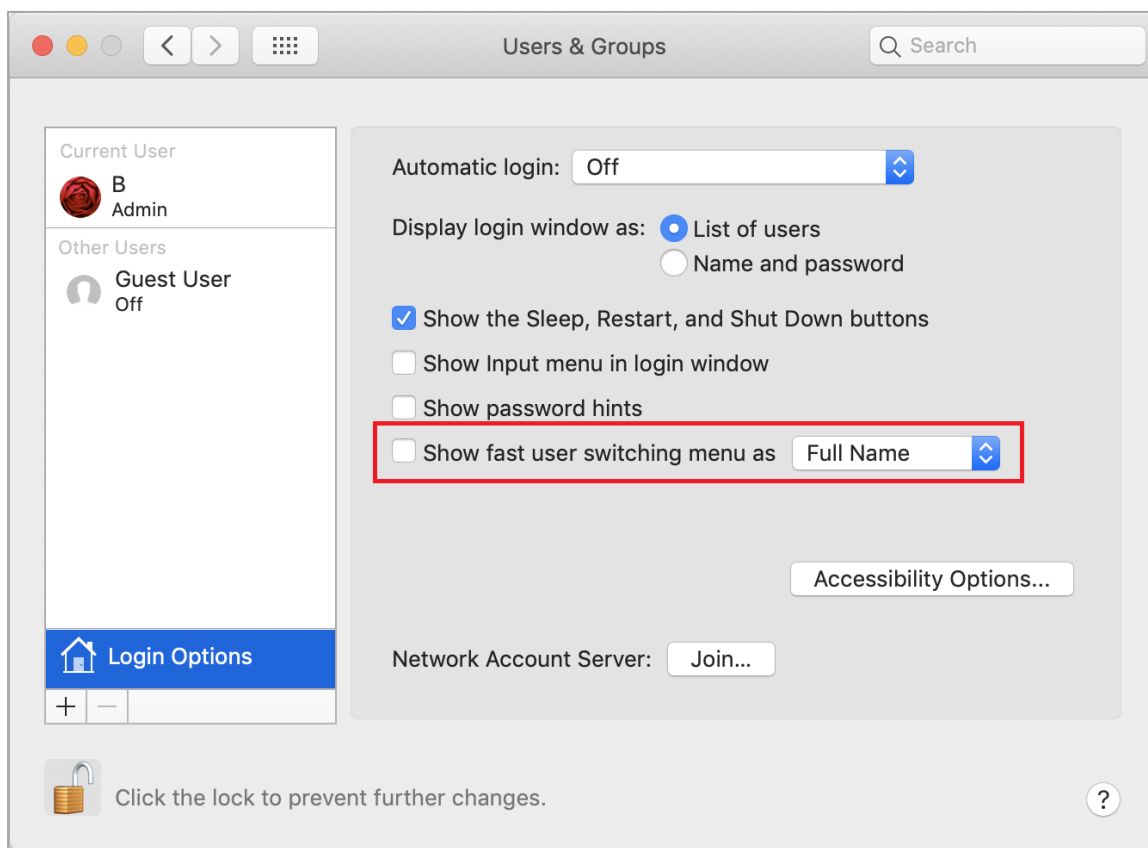 Users & Groups
Search
Current User
B
Admin
Other Users
Guest User
Off
Login Options
Automatic login: Off
Display login window as: List of users
Name and password
Show the Sleep, Restart, and Shut Down buttons
Show Input menu in login window
Show password hints
Show fast user switching menu as Full Name
Accessibility Options...
Network Account Server: Join...
Click the lock to prevent further changes.
?